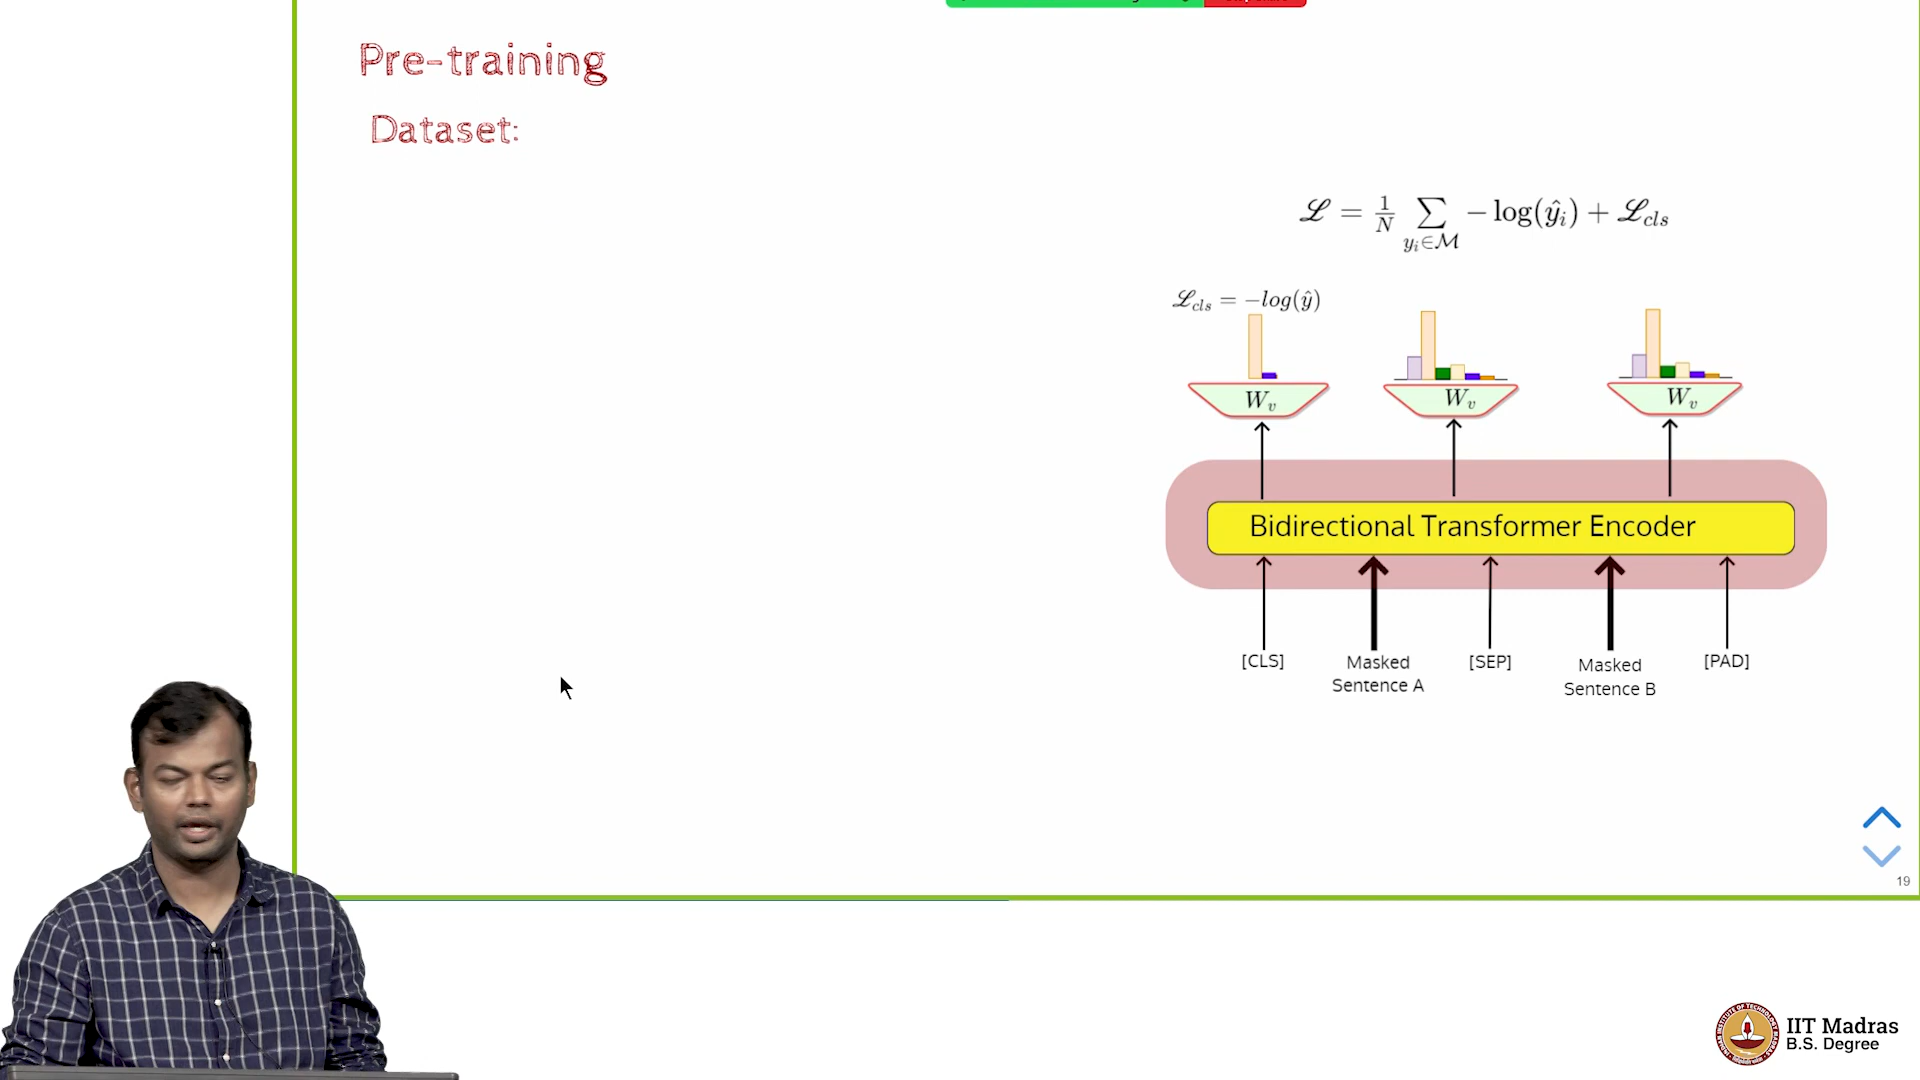 Pre-training
Dataset:
ℒ = 1/N ∑_{y_i∈ℳ} − log(ŷ_i) + ℒ_cls
ℒ_cls = −log(ŷ)
W_v W_v W_v
Bidirectional Transformer Encoder
[CLS] Masked Sentence A [SEP] Masked Sentence B [PAD]
19
IIT Madras
B.S. Degree